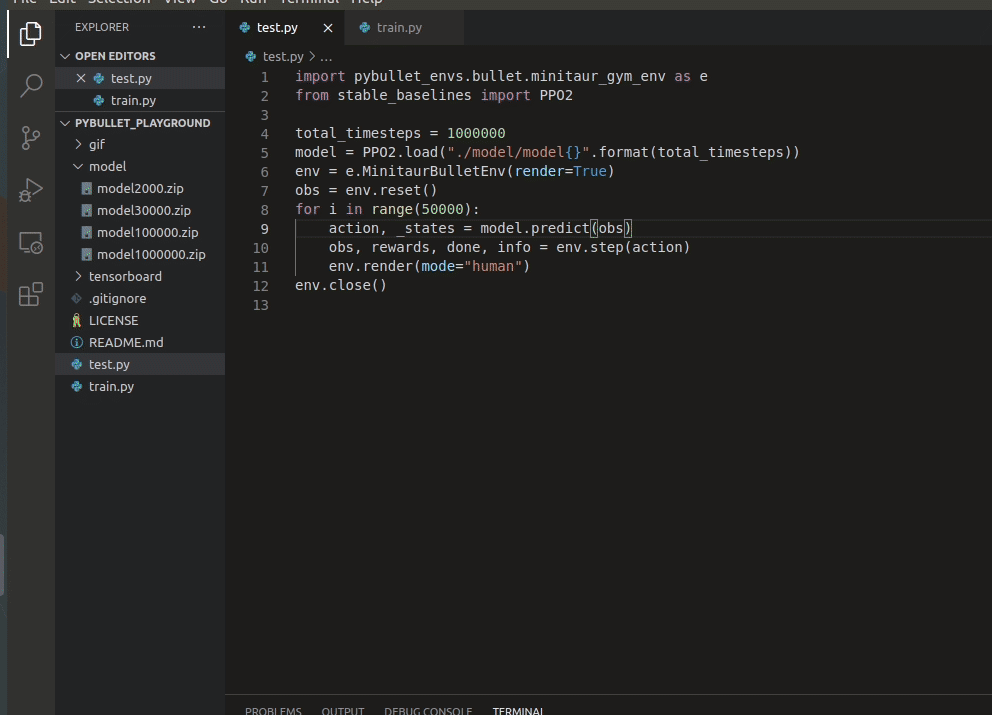 File Edit Selection View Go Run Terminal Help
EXPLORER ...
OPEN EDITORS
test.py
train.py
PYBULLET_PLAYGROUND
gif
model
model2000.zip
model30000.zip
model100000.zip
model1000000.zip
tensorboard
.gitignore
LICENSE
README.md
test.py
train.py
test.py train.py
test.py > ...
1 import pybullet_envs.bullet.minitaur_gym_env as e
2 from stable_baselines import PPO2
3
4 total_timesteps = 1000000
5 model = PPO2.load("./model/model{}".format(total_timesteps))
6 env = e.MinitaurBulletEnv(render=True)
7 obs = env.reset()
8 for i in range(50000):
9 action, _states = model.predict(obs)
10 obs, rewards, done, info = env.step(action)
11 env.render(mode="human")
12 env.close()
13
PROBLEMS OUTPUT DEBUG CONSOLE TERMINAL